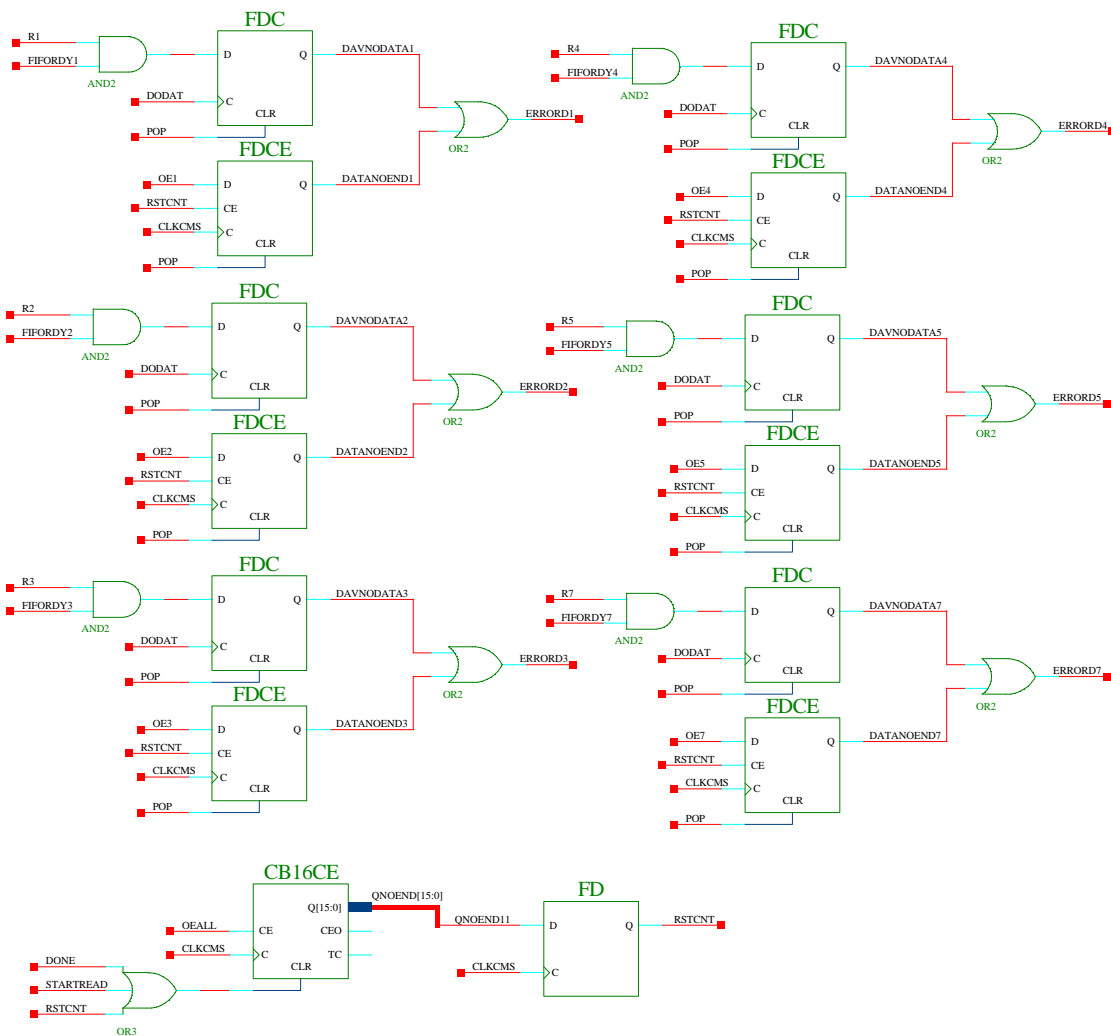 FDC
R1
FIFORDY1
AND2
D
Q
DAVNODATA1
DODAT
C
CLR
POP
OR2
ERRORD1
FDCE
OE1
D
Q
DATANOEND1
RSTCNT
CE
CLKCMS
C
CLR
POP
FDC
R4
FIFORDY4
AND2
D
Q
DAVNODATA4
DODAT
C
CLR
POP
OR2
ERRORD4
FDCE
OE4
D
Q
DATANOEND4
RSTCNT
CE
CLKCMS
C
CLR
POP
FDC
R2
FIFORDY2
AND2
D
Q
DAVNODATA2
DODAT
C
CLR
POP
OR2
ERRORD2
FDCE
OE2
D
Q
DATANOEND2
RSTCNT
CE
CLKCMS
C
CLR
POP
FDC
R5
FIFORDY5
AND2
D
Q
DAVNODATA5
DODAT
C
CLR
POP
OR2
ERRORD5
FDCE
OE5
D
Q
DATANOEND5
RSTCNT
CE
CLKCMS
C
CLR
POP
FDC
R3
FIFORDY3
AND2
D
Q
DAVNODATA3
DODAT
C
CLR
POP
OR2
ERRORD3
FDCE
OE3
D
Q
DATANOEND3
RSTCNT
CE
CLKCMS
C
CLR
POP
FDC
R7
FIFORDY7
AND2
D
Q
DAVNODATA7
DODAT
C
CLR
POP
OR2
ERRORD7
FDCE
OE7
D
Q
DATANOEND7
RSTCNT
CE
CLKCMS
C
CLR
POP
CB16CE
Q[15:0]
QNOEND[15:0]
OEALL
CE
CEO
CLKCMS
C
TC
CLR
DONE
STARTREAD
RSTCNT
OR3
FD
QNOEND11
D
Q
RSTCNT
CLKCMS
C